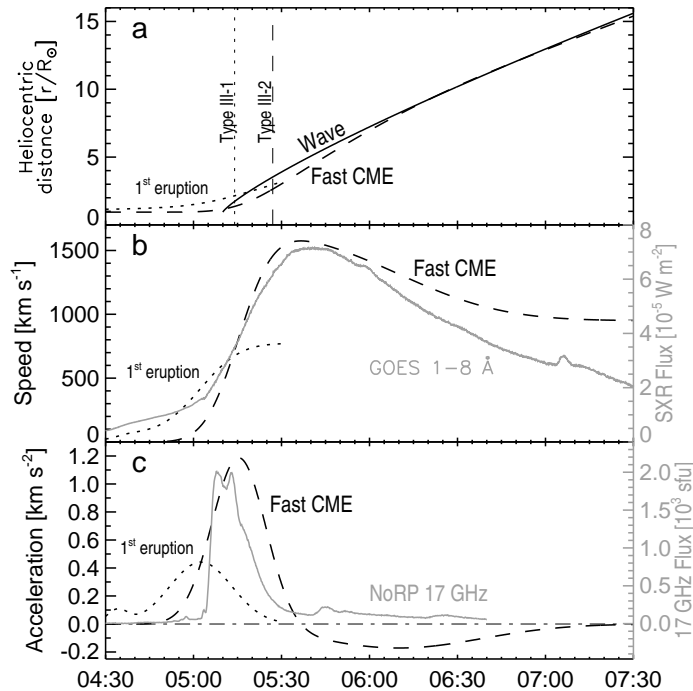 a
15
10
5
0
Heliocentric
distance [r/R☉]
Type III-1
Type III-2
Wave
Fast CME
1st eruption
b
1500
1000
500
0
Speed [km s-1]
Fast CME
1st eruption
GOES 1-8 Å
8
6
4
2
0
SXR Flux [10-5 W m-2]
c
1.2
1.0
0.8
0.6
0.4
0.2
0.0
-0.2
Acceleration [km s-2]
Fast CME
1st eruption
NoRP 17 GHz
2.0
1.5
1.0
0.5
0.0
17 GHz Flux [103 sfu]
04:30 05:00 05:30 06:00 06:30 07:00 07:30